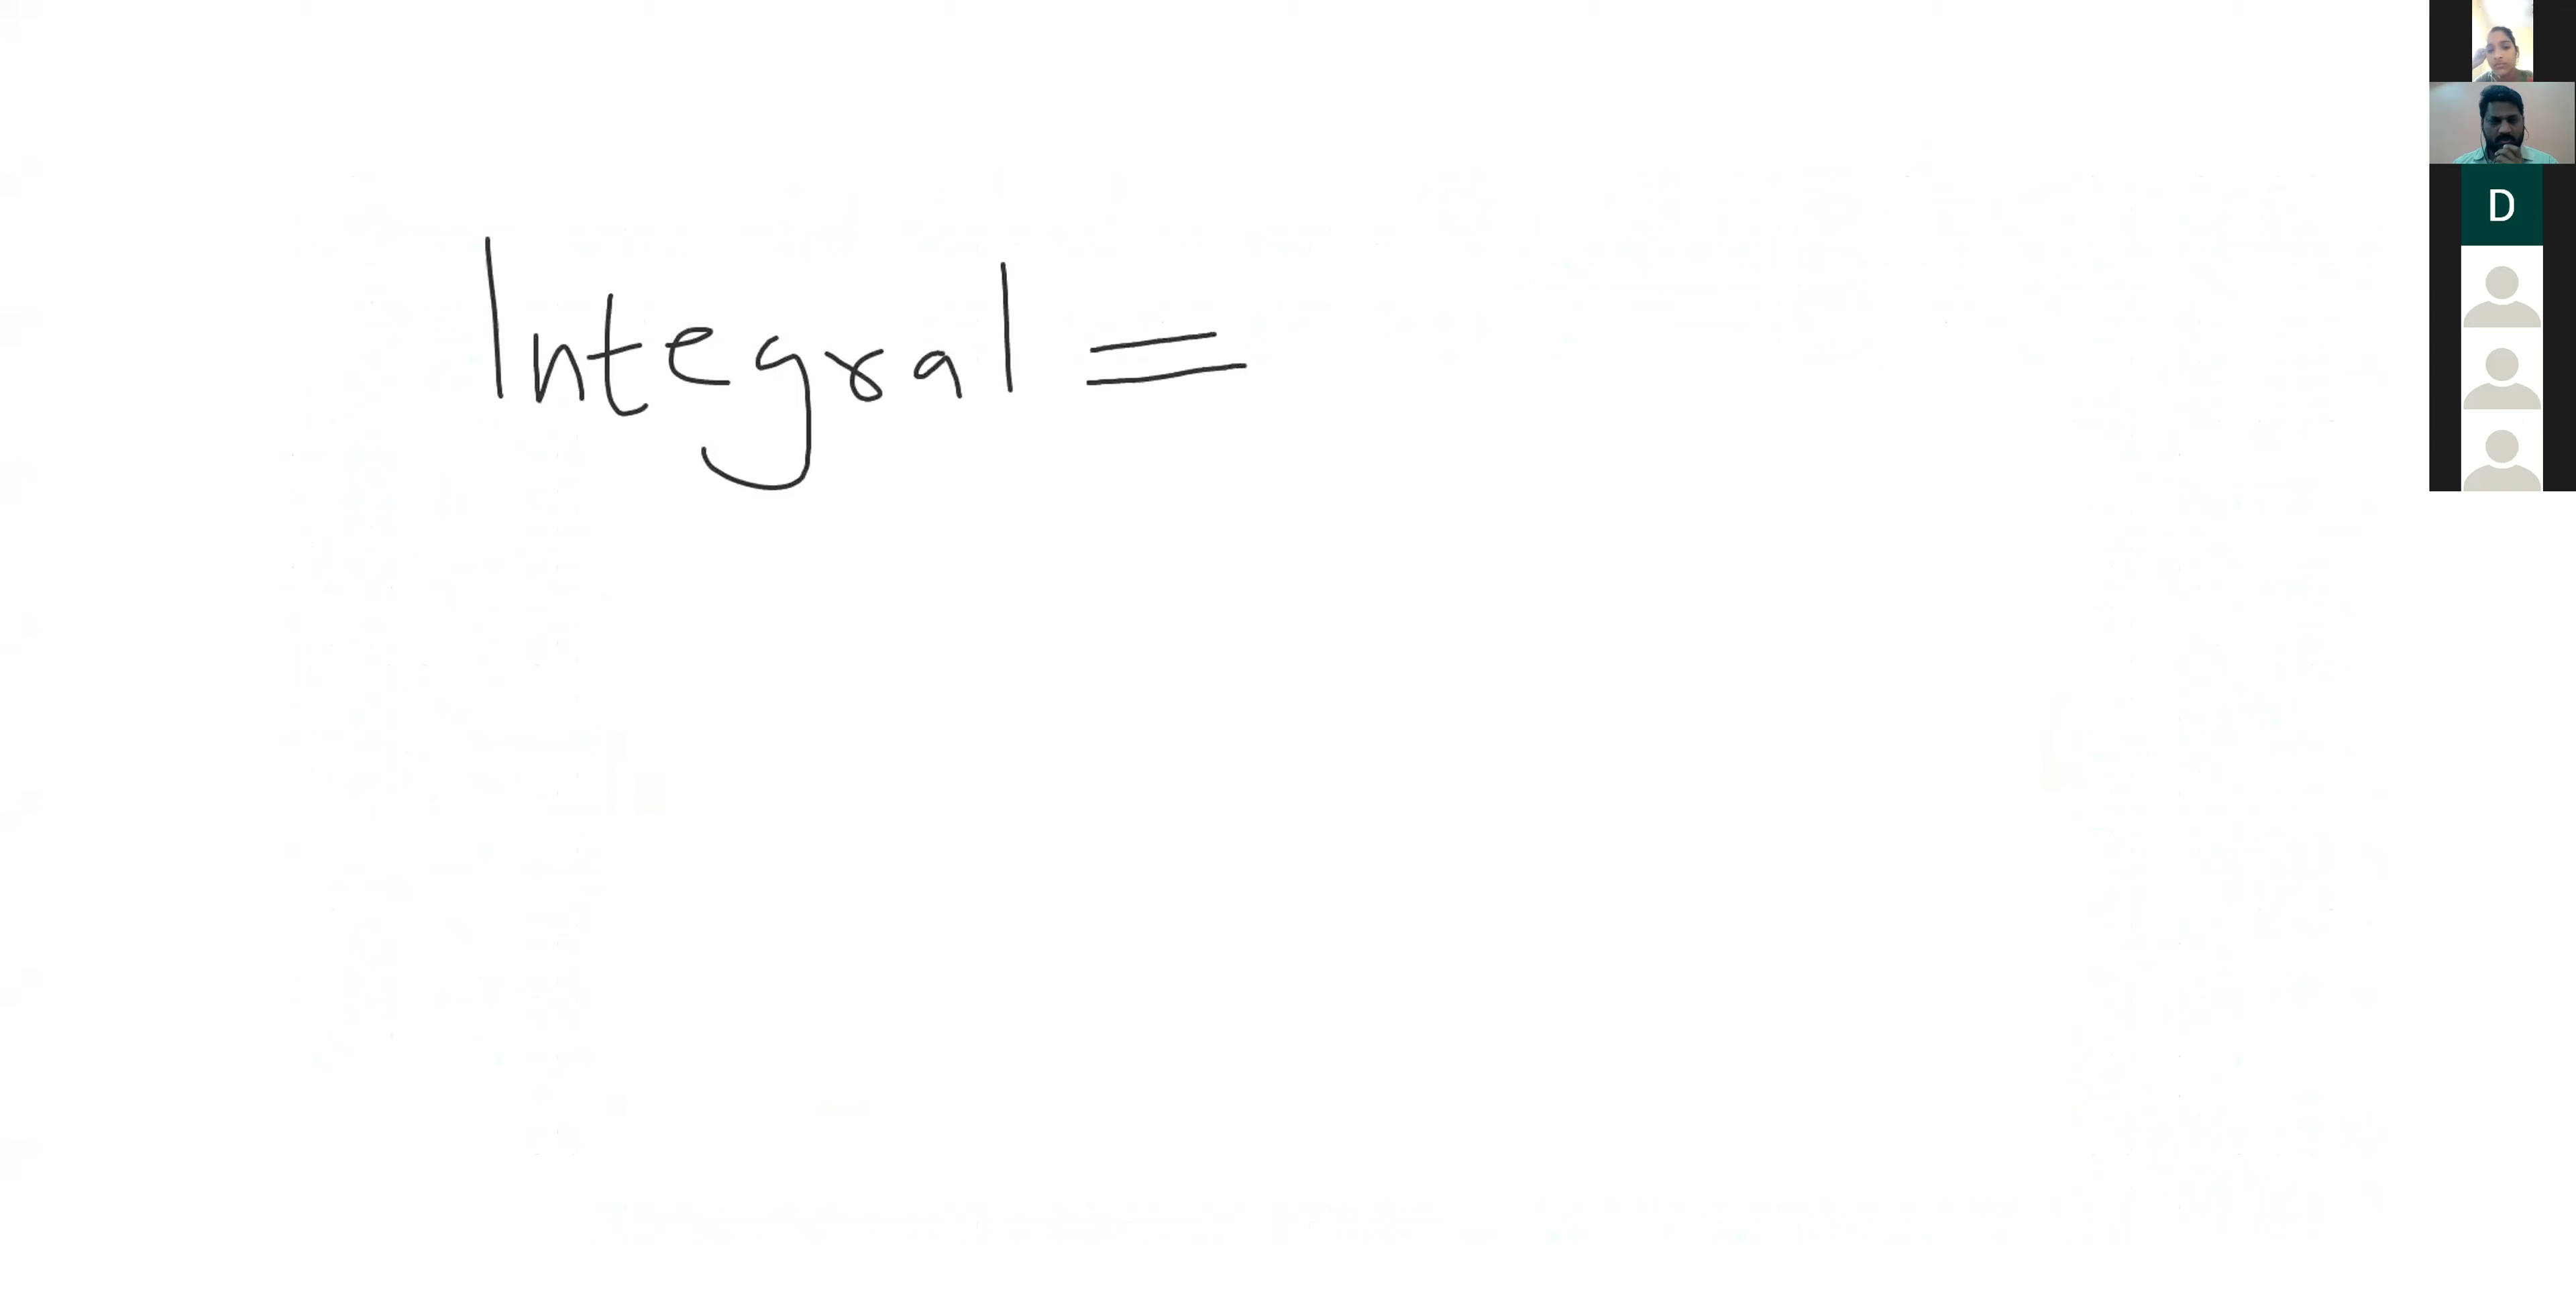 Integral =
D